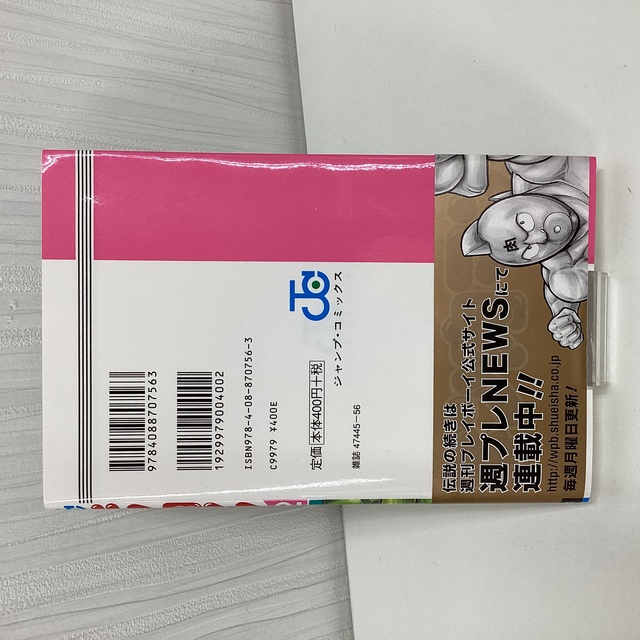 9784088707563
1929979004002
ISBN978-4-08-870756-3
C9979 ¥400E
定価 本体400円+税
雑誌 47445-56
ジャンプ・コミックス
肉
伝説の続きは
週刊プレイボーイ公式サイト
週プレNEWSにて
連載中!!
http://wpb.shueisha.co.jp
毎週月曜日更新!